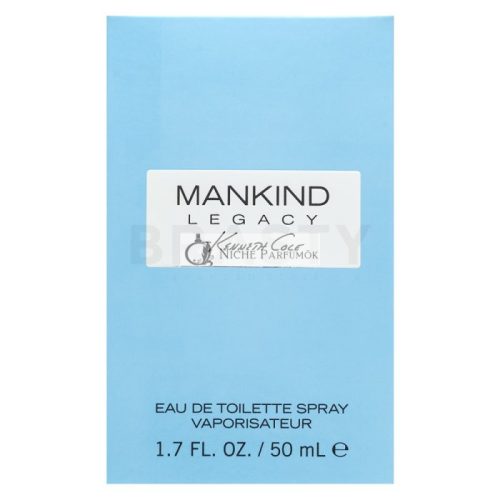 MANKIND
LEGACY
Kenneth Cole
NICHE PARFUMÖK
EAU DE TOILETTE SPRAY
VAPORISATEUR
1.7 FL. OZ. / 50 mL ℮